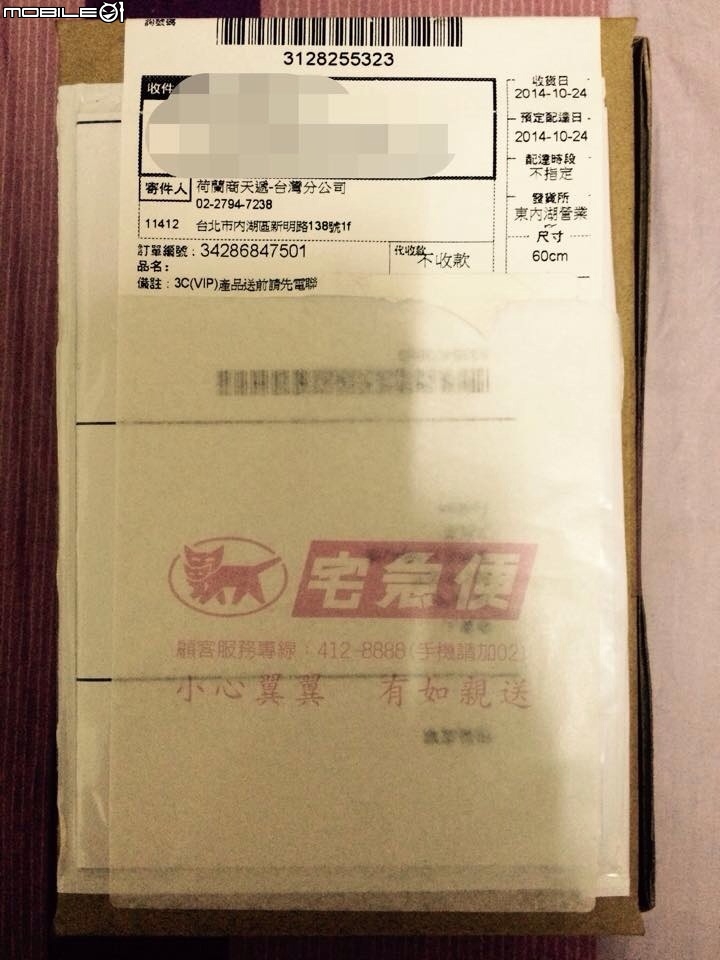 MOBILE01
詢號碼
3128255323
收件
收貨日
2014-10-24
預定配達日
2014-10-24
配達時段
不指定
發貨所
東內湖營業
尺寸
60cm
寄件人
荷蘭商天遞-台灣分公司
02-2794-7238
11412 台北市內湖區新明路138號1f
訂單編號：34286847501
代收款
不收款
品名：
備註：3C(VIP)產品送前請先電聯
宅急便
顧客服務專線：412-8888(手機請加02)
小心翼翼 有如親送